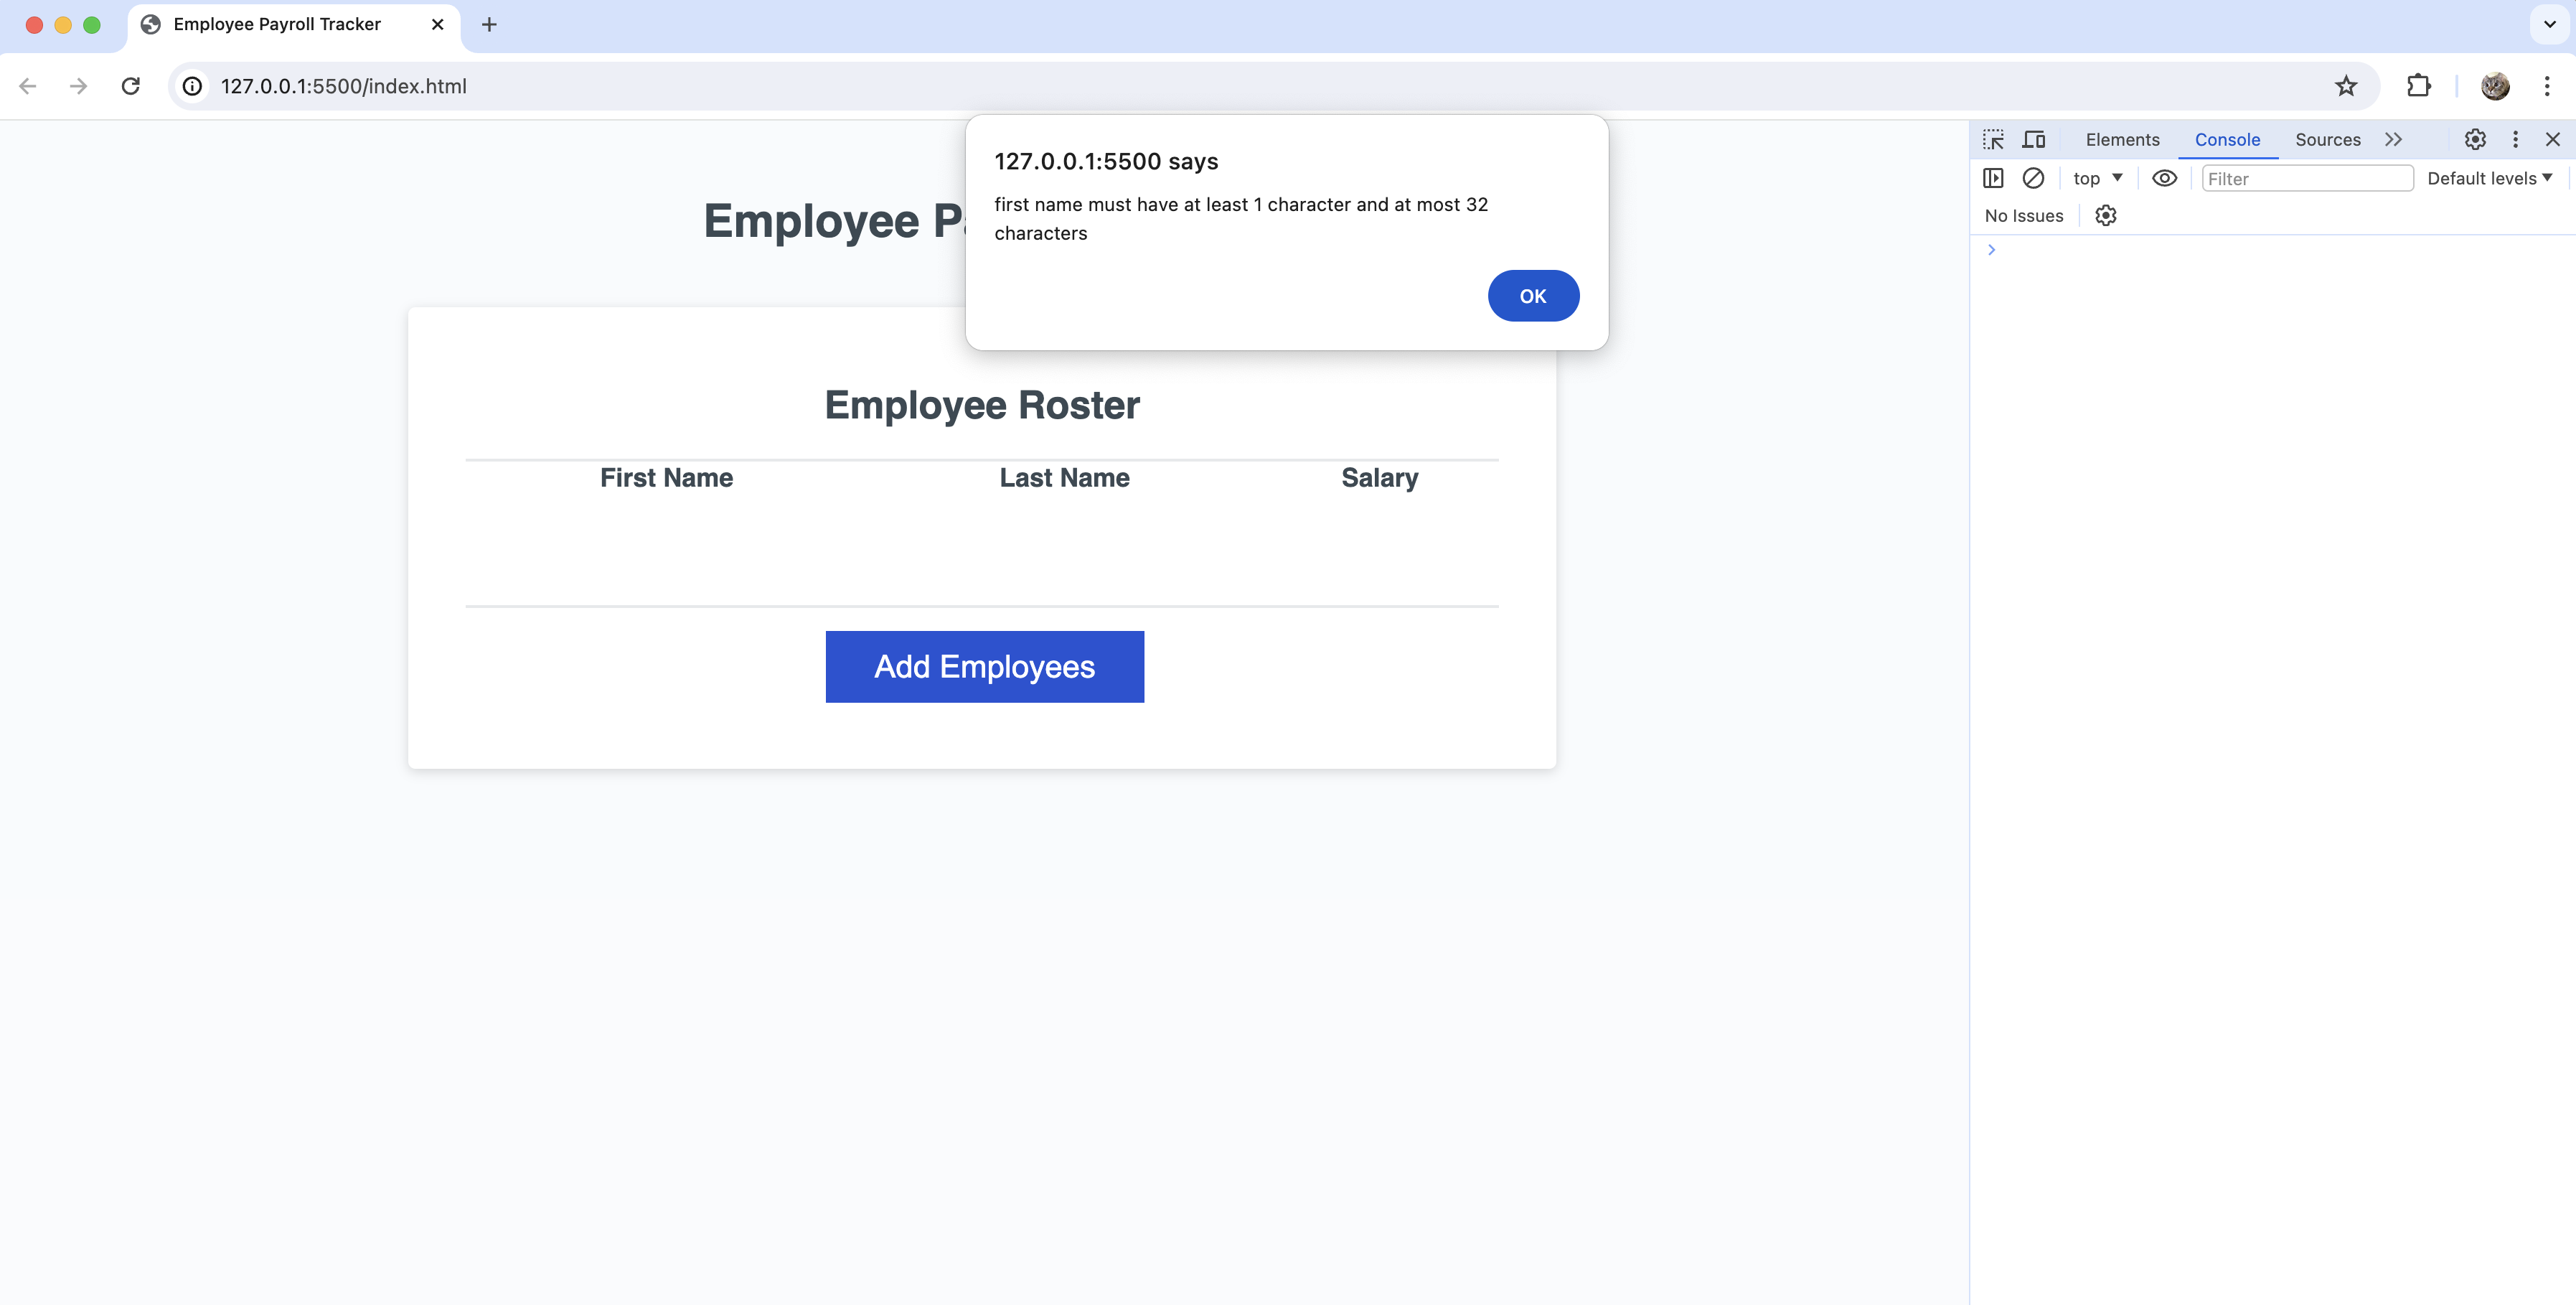 Employee Payroll Tracker
127.0.0.1:5500/index.html
127.0.0.1:5500 says
first name must have at least 1 character and at most 32
characters
OK
Employee P
Employee Roster
First Name Last Name Salary
Add Employees
Elements Console Sources
top Filter Default levels
No Issues